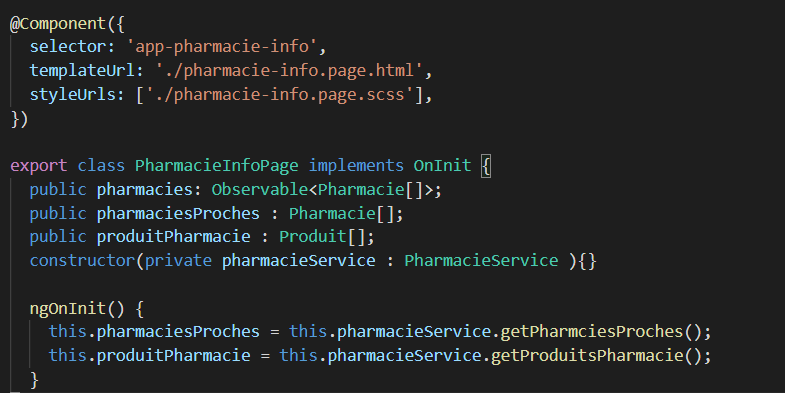 @Component({
  selector: 'app-pharmacie-info',
  templateUrl: './pharmacie-info.page.html',
  styleUrls: ['./pharmacie-info.page.scss'],
})
export class PharmacieInfoPage implements OnInit {
  public pharmacies: Observable<Pharmacie[]>;
  public pharmaciesProches : Pharmacie[];
  public produitPharmacie : Produit[];
  constructor(private pharmacieService : PharmacieService ){}
  ngOnInit() {
    this.pharmaciesProches = this.pharmacieService.getPharmciesProches();
    this.produitPharmacie = this.pharmacieService.getProduitsPharmacie();
  }